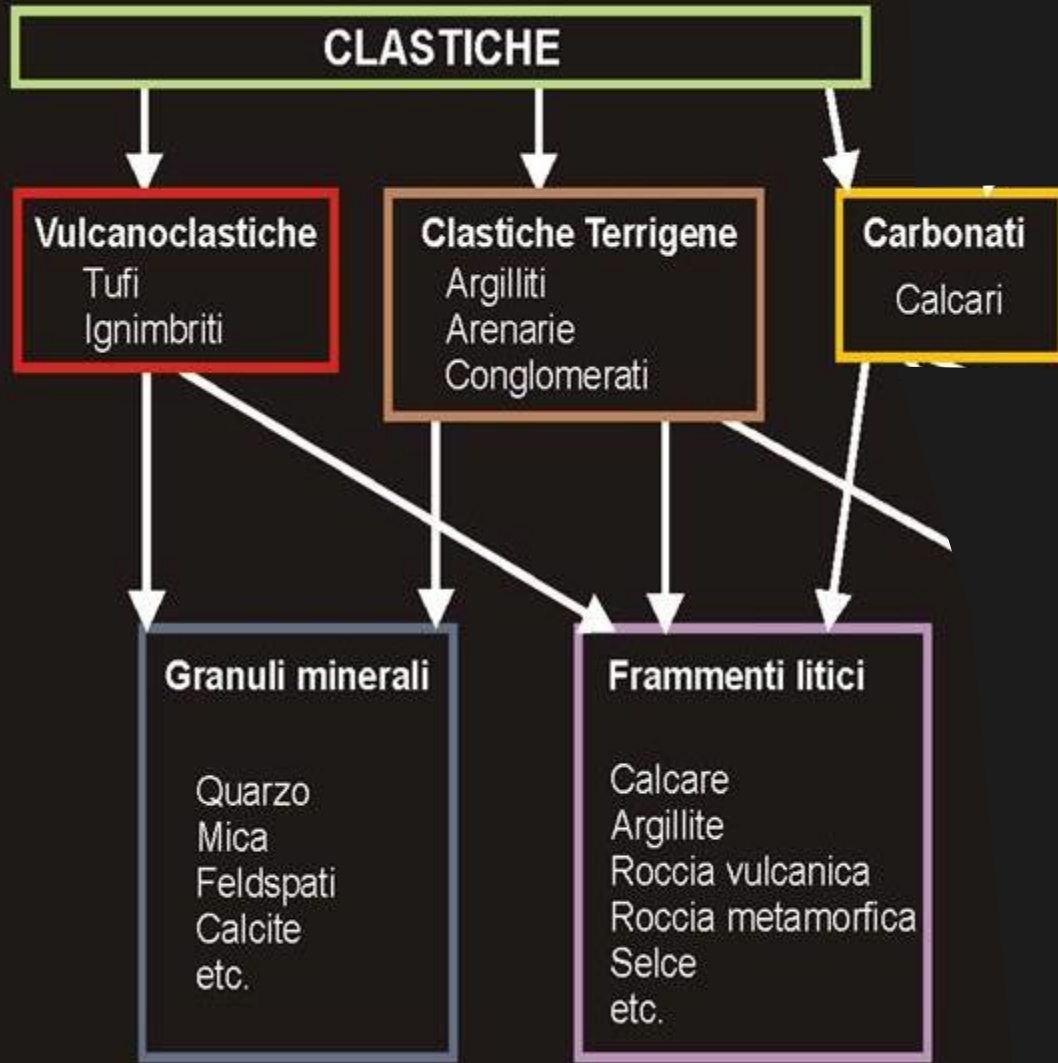 CLASTICHE
Vulcanoclastiche
Tufi
Ignimbriti
Clastiche Terrigene
Argilliti
Arenarie
Conglomerati
Carbonati
Calcari
Granuli minerali
Quarzo
Mica
Feldspati
Calcite
etc.
Frammenti litici
Calcare
Argillite
Roccia vulcanica
Roccia metamorfica
Selce
etc.